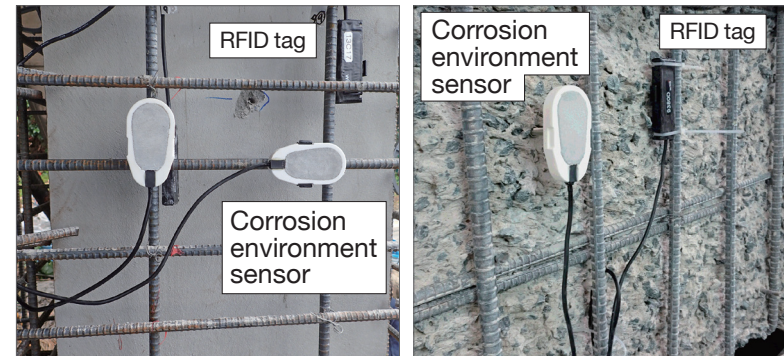 RFID tag
Corrosion
environment
sensor
Corrosion
environment
sensor
RFID tag